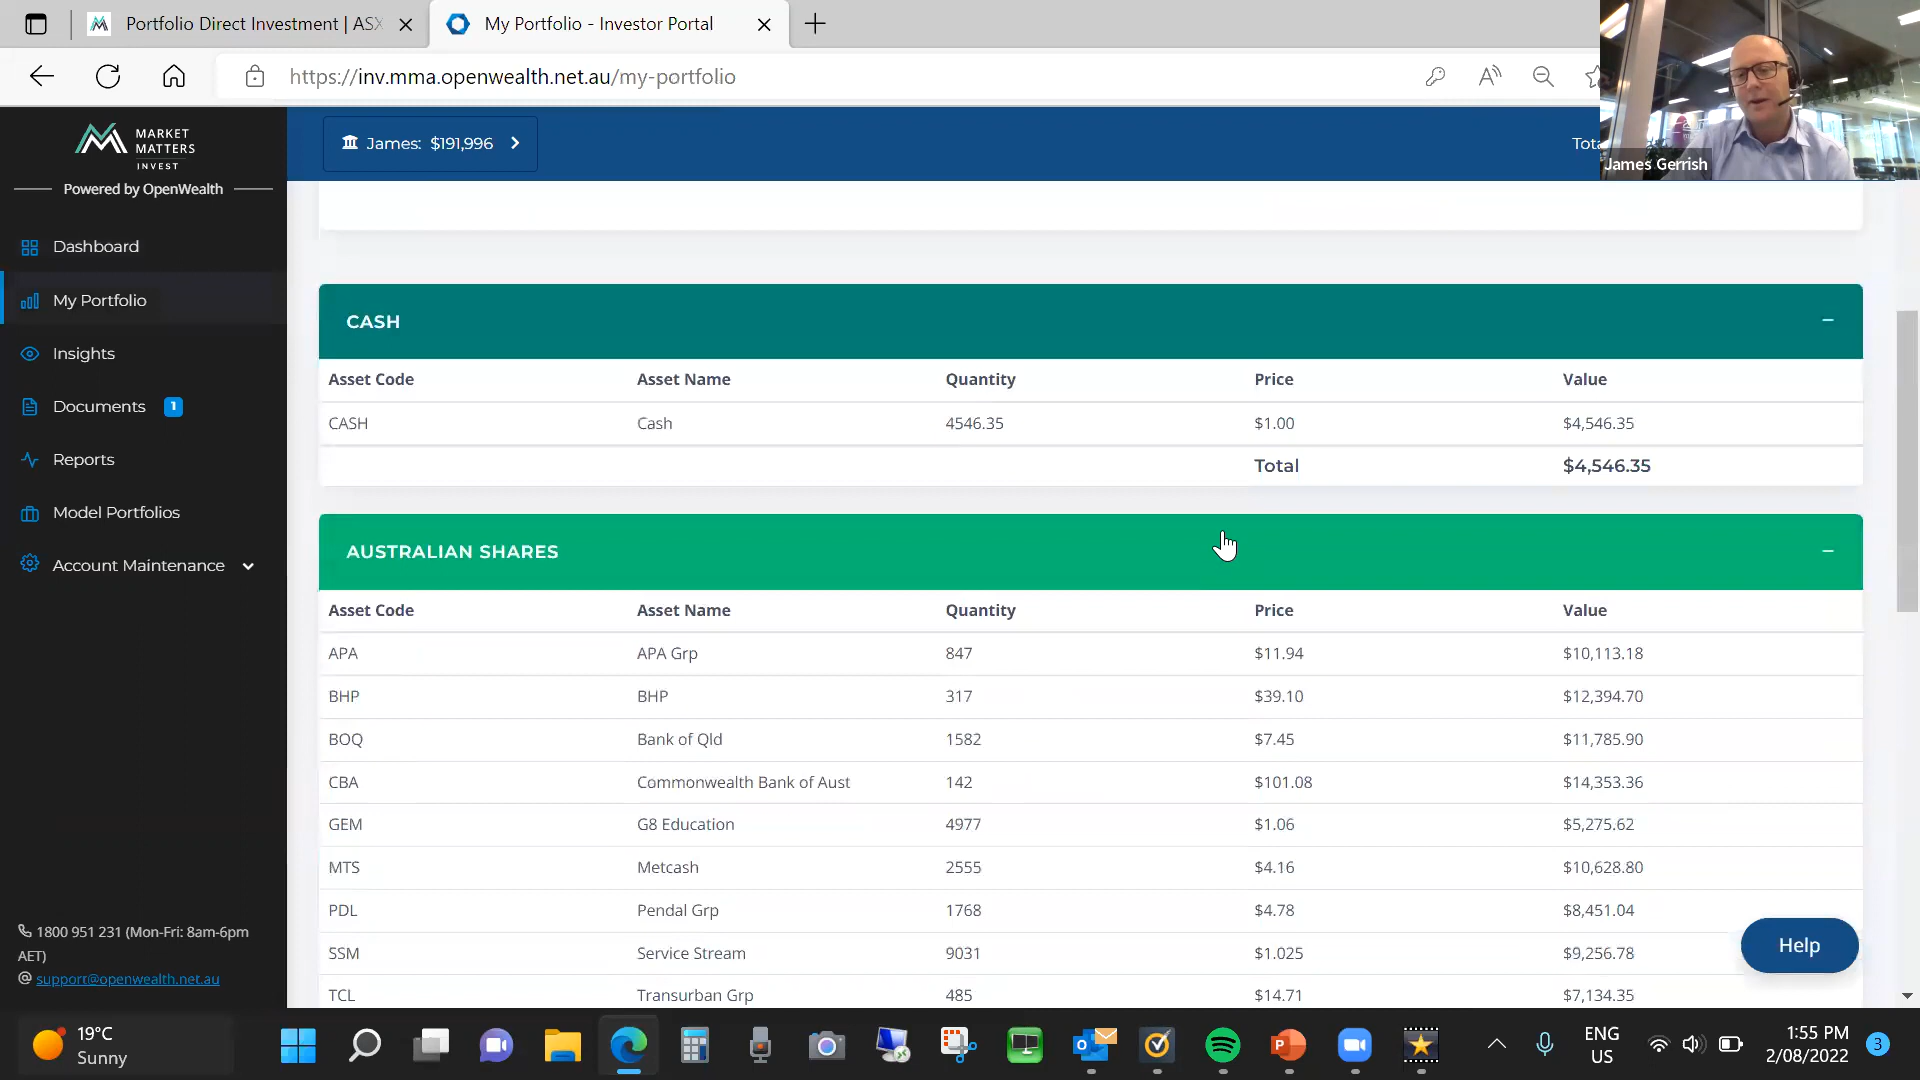 Portfolio Direct Investment | ASX
My Portfolio - Investor Portal
https://inv.mma.openwealth.net.au/my-portfolio
James Gerrish
MARKET
MATTERS
INVEST
Powered by OpenWealth
James: $191,996
Dashboard
My Portfolio
Insights
Documents 1
Reports
Model Portfolios
Account Maintenance
CASH
Asset Code Asset Name Quantity Price Value
CASH Cash 4546.35 $1.00 $4,546.35
Total $4,546.35
AUSTRALIAN SHARES
Asset Code Asset Name Quantity Price Value
APA APA Grp 847 $11.94 $10,113.18
BHP BHP 317 $39.10 $12,394.70
BOQ Bank of Qld 1582 $7.45 $11,785.90
CBA Commonwealth Bank of Aust 142 $101.08 $14,353.36
GEM G8 Education 4977 $1.06 $5,275.62
MTS Metcash 2555 $4.16 $10,628.80
PDL Pendal Grp 1768 $4.78 $8,451.04
SSM Service Stream 9031 $1.025 $9,256.78
TCL Transurban Grp 485 $14.71 $7,134.35
1800 951 231 (Mon-Fri: 8am-6pm
AET)
support@openwealth.net.au
Help
19°C
Sunny
ENG
US
1:55 PM
2/08/2022
3